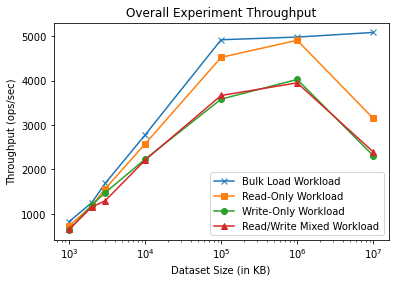 Overall Experiment Throughput
Throughput (ops/sec)
5000
4000
3000
2000
1000
Bulk Load Workload
Read-Only Workload
Write-Only Workload
Read/Write Mixed Workload
10³ 10⁴ 10⁵ 10⁶ 10⁷
Dataset Size (in KB)